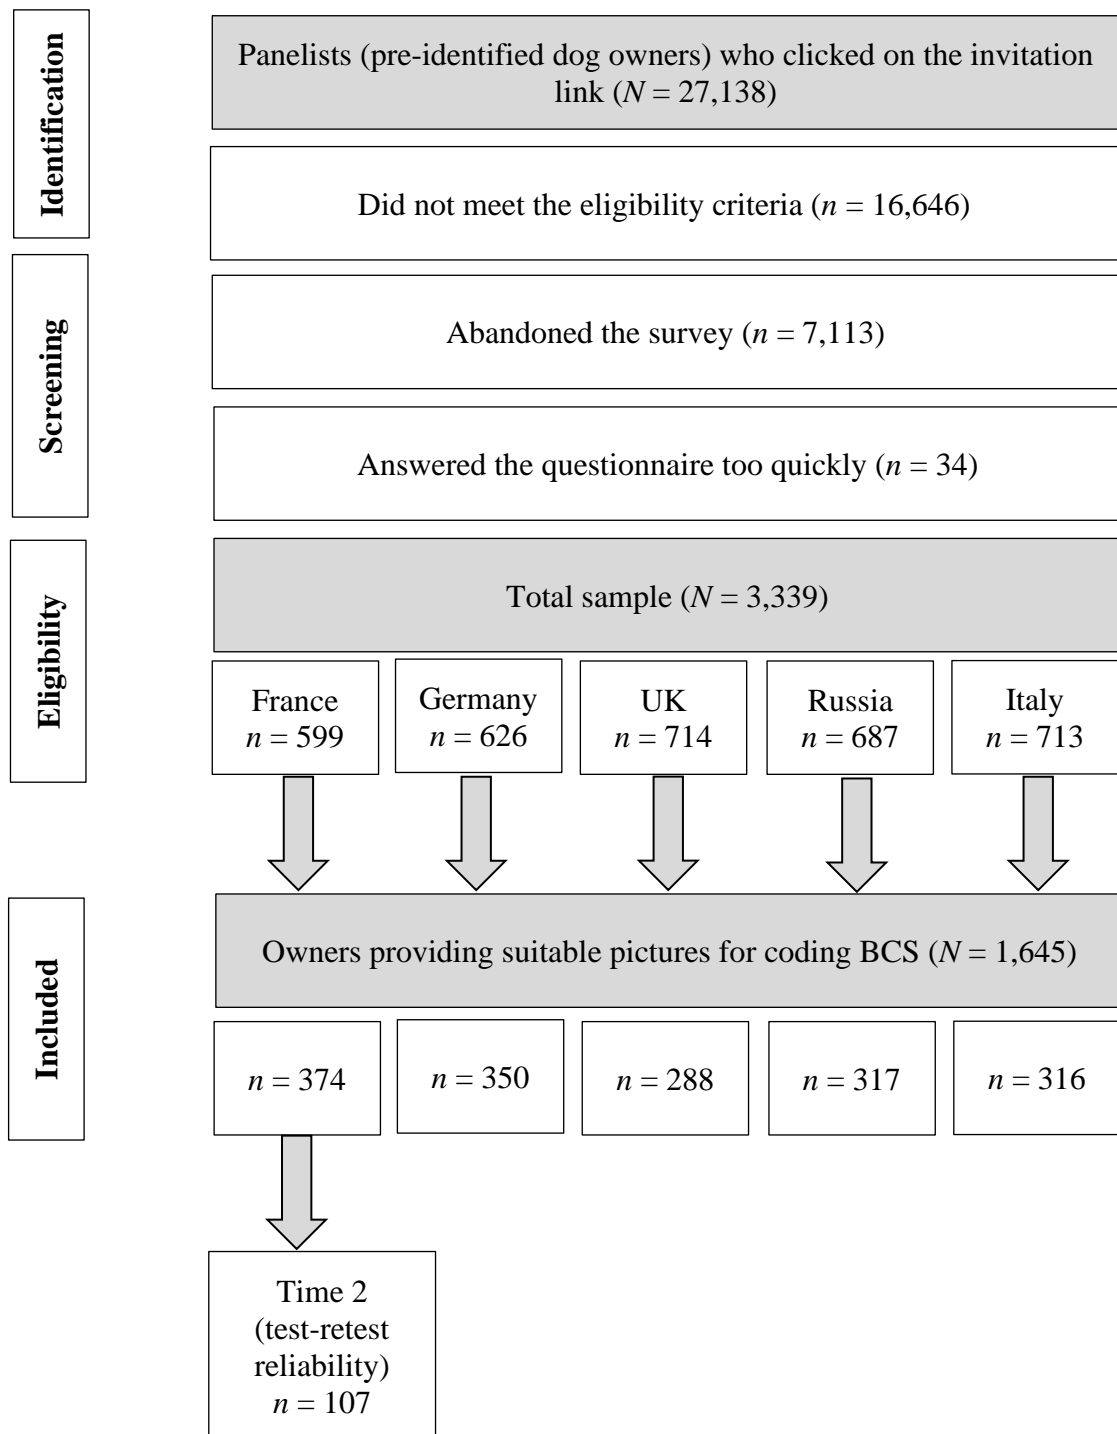 Identification
Panelists (pre-identified dog owners) who clicked on the invitation
link (N = 27,138)
Did not meet the eligibility criteria (n = 16,646)
Screening
Abandoned the survey (n = 7,113)
Answered the questionnaire too quickly (n = 34)
Eligibility
Total sample (N = 3,339)
France
n = 599
Germany
n = 626
UK
n = 714
Russia
n = 687
Italy
n = 713
Included
Owners providing suitable pictures for coding BCS (N = 1,645)
n = 374
n = 350
n = 288
n = 317
n = 316
Time 2
(test-retest
reliability)
n = 107